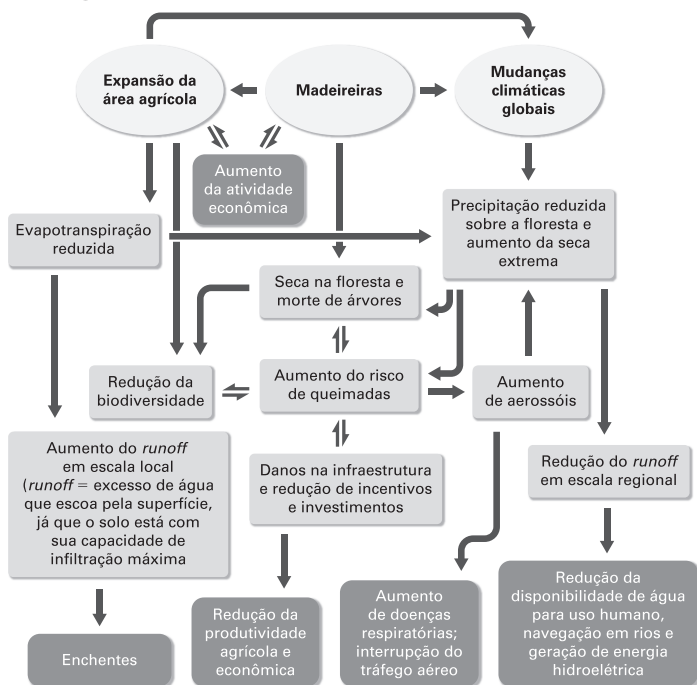 Expansão da
área agrícola
Madeireiras
Mudanças
climáticas
globais
Aumento
da atividade
econômica
Evapotranspiração
reduzida
Precipitação reduzida
sobre a floresta e
aumento da seca
extrema
Seca na floresta e
morte de árvores
Redução da
biodiversidade
Aumento do risco
de queimadas
Aumento
de aerossóis
Aumento do runoff
em escala local
(runoff = excesso de água
que escoa pela superfície,
já que o solo está com
sua capacidade de
infiltração máxima
Danos na infraestrutura
e redução de incentivos
e investimentos
Redução do runoff
em escala regional
Enchentes
Redução da
produtividade
agrícola e
econômica
Aumento
de doenças
respiratórias;
interrupção do
tráfego aéreo
Redução da
disponibilidade de água
para uso humano,
navegação em rios e
geração de energia
hidroelétrica